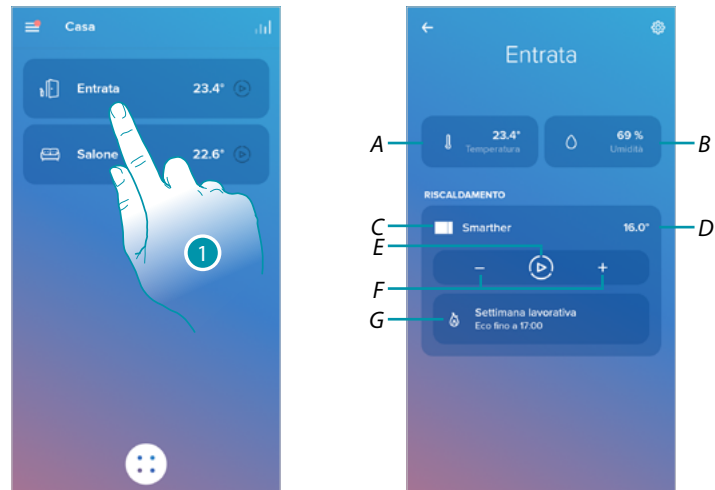 Casa
Entrata 23.4°
Salone 22.6°
1
Entrata
A
23.4°
Temperatura
69 %
Umidità
B
RISCALDAMENTO
C
Smarther 16.0°
D
E
F
− +
G
Settimana lavorativa
Eco fino a 17:00